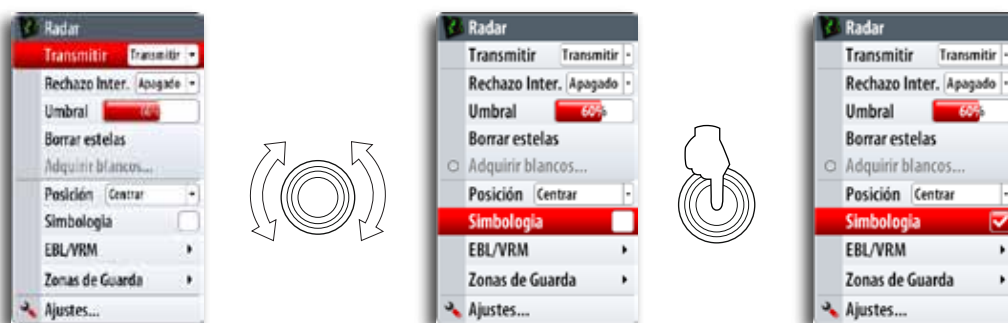 Radar
Transmitir Transmitir
Rechazo Inter. Apagado
Umbral
Borrar estelas
Adquirir blancos...
Posición Centrar
Simbologia
EBL/VRM
Zonas de Guarda
Ajustes...
Radar
Transmitir Transmitir
Rechazo Inter. Apagado
Umbral 60%
Borrar estelas
Adquirir blancos...
Posición Centrar
Simbologia
EBL/VRM
Zonas de Guarda
Ajustes...
Radar
Transmitir Transmitir
Rechazo Inter. Apagado
Umbral 60%
Borrar estelas
Adquirir blancos...
Posición Centrar
Simbologia
EBL/VRM
Zonas de Guarda
Ajustes...